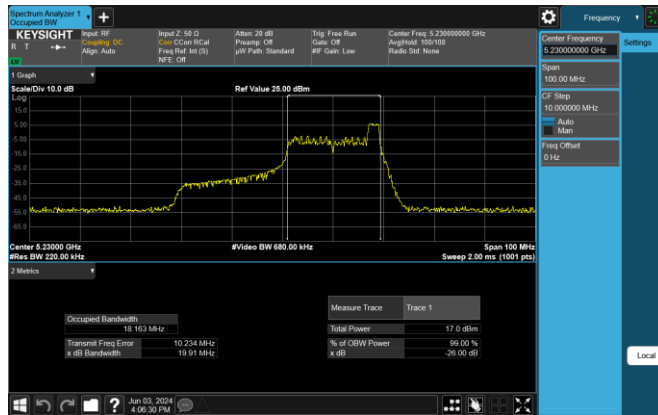 Spectrum Analyzer 1
Occupied BW
Frequency
KEYSIGHT
R T
Input: RF
Coupling: DC
Align: Auto
Input Z: 50 Ω
Corr CCorr RCal
Freq Ref: Int (S)
NFE: Off
Atten: 20 dB
Preamp: Off
µW Path: Standard
Trig: Free Run
Gate: Off
#IF Gain: Low
Center Freq: 5.230000000 GHz
Avg|Hold: 100/100
Radio Std: None
Center Frequency
5.230000000 GHz
Settings
Span
100.00 MHz
CF Step
10.000000 MHz
Auto
Man
Freq Offset
0 Hz
Local
1 Graph
Scale/Div 10.0 dB
Ref Value 25.00 dBm
Log
15.0
5.00
-5.00
-15.0
-25.0
-35.0
-45.0
-55.0
-65.0
Center 5.23000 GHz
#Video BW 680.00 kHz
Span 100 MHz
#Res BW 220.00 kHz
Sweep 2.00 ms (1001 pts)
2 Metrics
Measure Trace
Trace 1
Occupied Bandwidth
18.163 MHz
Total Power
17.0 dBm
Transmit Freq Error
10.234 MHz
% of OBW Power
99.00 %
x dB Bandwidth
19.91 MHz
x dB
-26.00 dB
?
Jun 03, 2024
4:06:30 PM